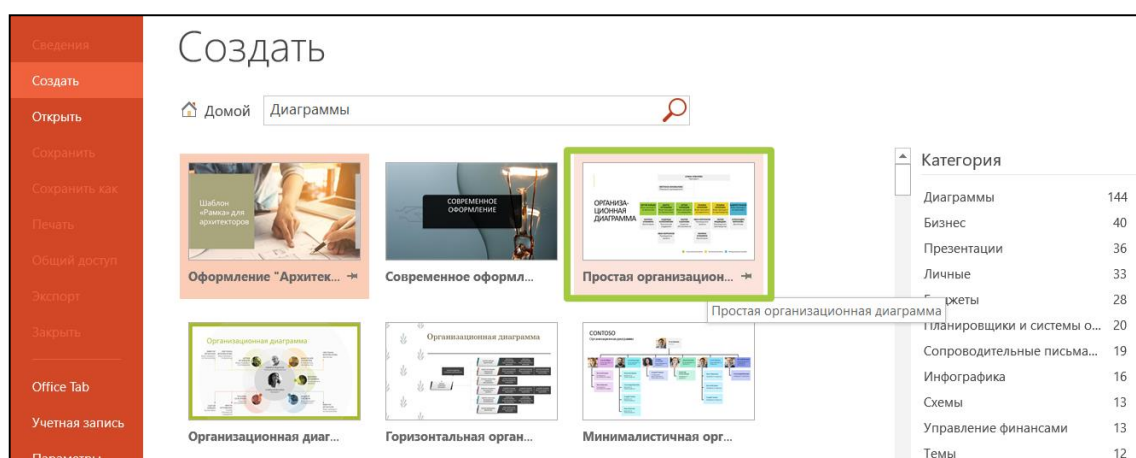 Сведения
Создать
Открыть
Сохранить
Сохранить как
Печать
Общий доступ
Экспорт
Закрыть
Office Tab
Учетная запись
Параметры
Создать
Домой
Диаграммы
Шаблон
«Рамка» для
архитекторов
Оформление "Архитек...
СОВРЕМЕННОЕ
ОФОРМЛЕНИЕ
Современное оформл...
ОРГАНИЗА-
ЦИОННАЯ
ДИАГРАММА
Простая организацион...
Простая организационная диаграмма
Организационная диаграмма
Организационная диаг...
Организационная диаграмма
Горизонтальная орган...
CONTOSO
Минималистичная орг...
Категория
Диаграммы 144
Бизнес 40
Презентации 36
Личные 33
28
Планировщики и системы о... 20
Сопроводительные письма... 19
Инфографика 16
Схемы 13
Управление финансами 13
Темы 12